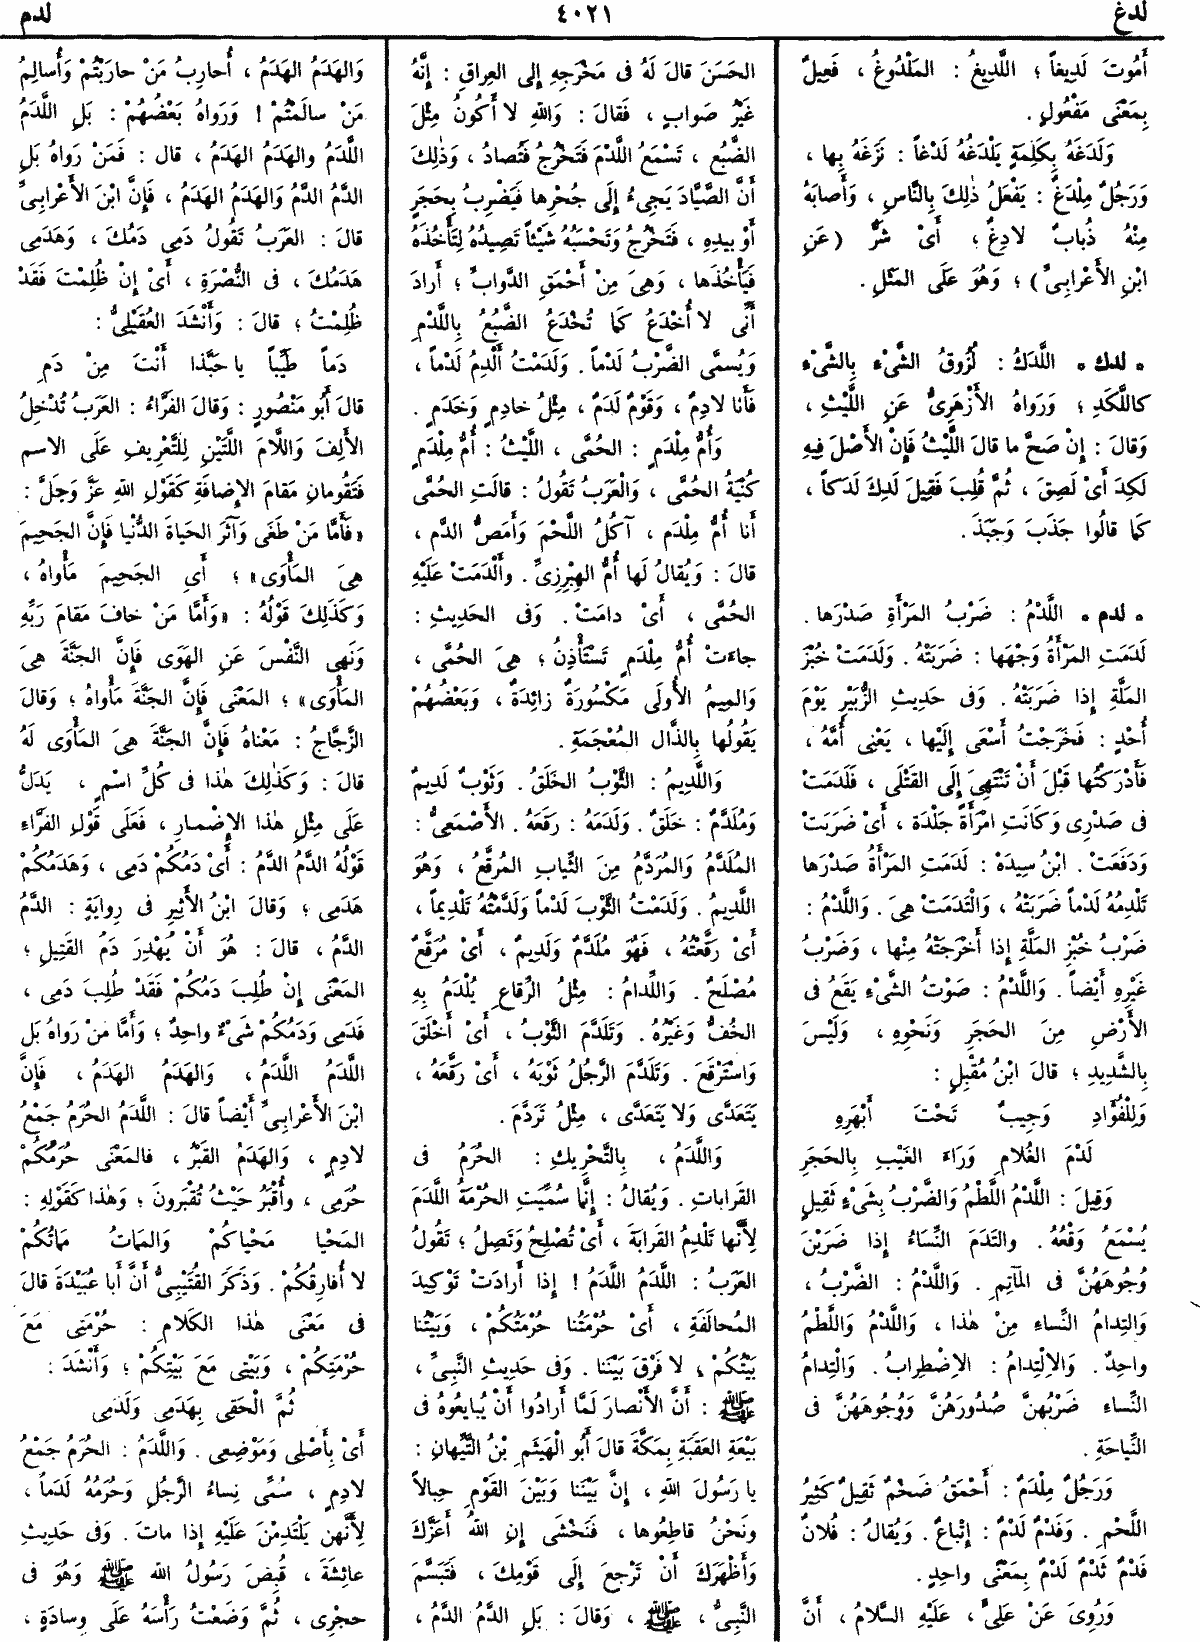 لدغ
٤٠٢١
لدم
أَمُوتَ لَدِيغاً ؛ اللَّدِيغُ : المَلْدُوغُ ، فَعِيلٌ
بِمَعْنَى مَفْعُولٍ .
وَلَدَغَهُ بِكَلِمَةٍ يَلْدَغُهُ لَدْغاً : نَزَغَهُ بِها ،
وَرَجُلٌ مِلْدَغٌ : يَفْعَلُ ذٰلِكَ بِالنَّاسِ ، وَأَصابَهُ
مِنْهُ ذُبابٌ لادِغٌ ؛ أَىْ شَرٌّ ( عَنِ
ابْنِ الأَعْرابِىِّ ) ؛ وَهُوَ عَلَى المَثَلِ .
• لدك • اللَّدَكُ : لُزُوقُ الشَّىْءِ بِالشَّىْءِ
كاللَّكَدِ ؛ وَرَواهُ الأَزْهَرِىُّ عَنِ اللَّيْثِ ،
وَقالَ : إِنْ صَحَّ ما قالَ اللَّيْثُ فَإِنَّ الأَصْلَ فِيهِ
لَكِدَ أَىْ لَصِقَ ، ثُمَّ قُلِبَ فَقِيلَ لَدِكَ لَدَكاً ،
كَما قالُوا جَذَبَ وَجَبَذَ .
• لدم • اللَّدْمُ : ضَرْبُ المَرْأَةِ صَدْرَها .
لَدَمَتِ المَرْأَةُ وَجْهَها : ضَرَبَتْهُ . وَلَدَمَتْ خُبْزَ
المَلَّةِ إِذا ضَرَبَتْهُ . وَفى حَدِيثِ الزُّبَيْرِ يَوْمَ
أُحُدٍ : فَخَرَجْتُ أَسْعَى إِلَيْها ، يَعْنِى أُمَّهُ ،
فَأَدْرَكْتُها قَبْلَ أَنْ تَنْتَهِىَ إِلَى القَتْلَى ، فَلَدَمَتْ
فى صَدْرِى وَكَانَتِ امْرَأَةً جَلْدَة ، أَىْ ضَرَبَتْ
وَدَفَعَتْ . ابْنُ سِيدَهْ : لَدَمَتِ المَرْأَةُ صَدْرَها
تَلْدِمُهُ لَدْماً ضَرَبَتْهُ ، وَالْتَدَمَتْ هِىَ . وَاللَّدْمُ :
ضَرْبُ خُبْزِ المَلَّةِ إِذا أَخْرَجَتْهُ مِنْها ، وَضَرْبُ
غَيْرِهِ أَيْضاً . وَاللَّدْمُ : صَوْتُ الشَّىْءِ يَقَعُ فى
الأَرْضِ مِنَ الحَجَرِ وَنَحْوِهِ ، وَلَيْسَ
بِالشَّدِيدِ ؛ قالَ ابْنُ مُقْبِلٍ :
وَلِلْفُؤَادِ وَجِيبٌ تَحْتَ أَبْهَرِهِ
لَدْمَ الغُلامِ وَرَاءَ الغَيْبِ بِالحَجَرِ
وَقِيلَ : اللَّدْمُ اللَّطْمُ وَالضَّرْبُ بِشَىْءٍ ثَقِيلٍ
يُسْمَعُ وَقْعُهُ . والتَدَمَ النِّسَاءُ إِذا ضَرَبْنَ
وُجُوهَهُنَّ فى المَآتِمِ . وَاللَّدْمُ : الضَّرْبُ ،
وَالتِدامُ النِّساءِ مِنْ هٰذا ، وَاللَّدْمُ وَاللَّطْمُ
واحِدٌ . وَالاِلْتِدامُ : الاِضْطِرابُ . وَالْتِدامُ
النِّساءِ ضَرْبُهنَّ صُدُورَهُنَّ وَوُجُوهَهُنَّ فى
النِّياحَةِ .
وَرَجُلٌ مِلْدَمٌ : أَحْمَقُ ضَخْمٌ ثَقِيلٌ كَثِيرُ
اللَّحْمِ . وَفَدْمٌ لَدْمٌ : إِتْباعٌ . وَيُقالُ : فُلانٌ
فَدْمٌ ثَدْمٌ لَدْمٌ بِمَعْنًى واحِدٍ .
وَرُوِىَ عَنْ عَلِىٍّ ، عَلَيْهِ السَّلامُ ، أَنَّ
الحَسَنَ قالَ لَهُ فى مَخْرَجِهِ إِلى العِراقِ : إِنَّهُ
غَيْرُ صَوابٍ ، فَقالَ : وَاللهِ لا أَكُونُ مِثْلَ
الضَّبُعِ ، تَسْمَعُ اللَّدْمَ فَتَخْرُجُ فَتُصادُ ، وَذٰلِكَ
أَنَّ الصَّيَّادَ يَجِىءُ إِلَى جُحْرِها فَيَضْرِبُ بِحَجَرٍ
أَوْ بِيدِهِ ، فَتَخْرُجُ وَتَحْسَبُهُ شَيْئاً تَصِيدُهُ لِتَأْخُذَهُ
فَيَأْخُذَها ، وَهِىَ مِنْ أَحْمَقِ الدَّوابِّ ؛ أَرادَ
أَنِّى لا أُخْدَعُ كَما تُخْدَعُ الضَّبُعُ بِاللَّدْمِ
وَيُسمَّى الضَّرْبُ لَدْماً . وَلَدَمْتُ أَلْدِمُ لَدْماً ،
فَأَنا لادِمٌ ، وَقَوْمٌ لَدَمٌ ، مِثْلُ خادِمٍ وَخَدَمٍ .
وَأُمُّ مِلْدَمٍ : الحُمَّى ، اللَّيْثُ : أُمُّ مِلْدَمٍ
كُنْيَةُ الحُمَّى ، وَالْعَرَبُ تَقُولُ : قالَتِ الحُمَّى
أَنا أُمُّ مِلْدَم ، آكُلُ اللَّحْمَ وَأَمَصُّ الدَّم ،
قالَ : وَيُقالُ لَها أُمُّ الهِبْرِزِىِّ . وأَلْدَمَتْ عَلَيْهِ
الحُمَّى ، أَىْ دامَتْ . وَفى الحَدِيثِ :
جاءَتْ أُمُّ مِلْدَمٍ تَسْتَأْذِنُ ؛ هِىَ الحُمَّى ،
وَالمِيمُ الأُولَى مَكْسُورَةٌ زائِدَةٌ ، وَبَعْضُهُمْ
يَقُولُها بِالذَّال المُعْجَمَةِ .
وَاللَّدِيمُ : الثَّوْبُ الخَلَقُ . وَثَوْبٌ لَدِيمٌ
وَمُلَدَّمٌ : خَلَقٌ . وَلَدَمَهُ : رَقَعَهُ . الأَصْمَعِىُّ :
المُلَدَّمُ وَالمُرَدَّمُ مِنَ الثِّيابِ المُرَقَّعُ ، وَهُوَ
اللَّدِيمُ . وَلَدَمْتُ الثَّوْبَ لَدْماً وَلَدَّمْتُهُ تَلْدِيماً ،
أَىْ رَقَّعْتُهُ ، فَهُوَ مُلَدَّمٌ وَلَدِيمٌ ، أَىْ مُرَقَّعٌ
مُصْلَحٌ . وَاللِّدامُ : مِثْلُ الرِّقاعِ يُلْدَمُ بِهِ
الخُفُّ وَغَيْرُهُ . وَتَلَدَّمَ الثَّوْبُ ، أَىْ أَخْلَقَ
وَاسْتَرْقَعَ . وَتَلَدَّمَ الرَّجُلُ ثَوْبَهُ ، أَىْ رَقَّعَهُ ،
يَتَعَدَّى وَلا يَتَعَدَّى ، مِثْلُ تَرَدَّمَ .
وَاللَّدَمُ ، بِالتَّحْرِيكِ : الحُرَمُ فى
القَراباتِ . وَيُقالُ : إِنَّما سُمِّيَتِ الحُرْمَةُ اللَّدَمَ
لِأَنَّها تَلْدِمُ القَرابَةَ ، أَىْ تُصْلِحُ وَتَصِلُ ؛ تَقُولُ
العَرَبُ : اللَّدَمُ اللَّدَمُ ! إِذا أَرادَتْ تَوْكِيدَ
المُحالَفَةِ ، أَىْ حُرْمَتُنا حُرْمَتُكُمْ ، وَبَيْتُنا
بَيْتُكُمْ ، لا فَرْقَ بَيْنَنا . وَفى حَدِيثِ النَّبِىِّ ،
ﷺ : أَنَّ الأَنْصارَ لَمَّا أَرادُوا أَنْ يُبايعُوهُ فى
بَيْعَةِ العَقَبَةِ بِمَكَّةَ قالَ أَبُو الْهَيْثَمِ بْنُ التَّيِّهانِ :
يا رَسُولَ اللهِ ، إِنَّ بَيْنَنا وَبَيْنَ القَوْمِ حِبالاً
ونَحْنُ قاطِعُوها ، فَنَخْشَى إِنِ اللهُ أَعَزَّكَ
وَأَظْهَرَكَ أَنْ تَرْجِعَ إِلَى قَوْمِكَ ، فَتَبَسَّمَ
النَّبِىُّ ، ﷺ ، وَقالَ : بَلِ الدَّمُ الدَّمُ ،
وَالهَدَمُ الهَدَمُ ، أُحارِبُ مَنْ حارَبْتُمْ وَأُسالِمُ
مَنْ سالَمْتُمْ ! وَرَواهُ بَعْضُهُمْ : بَلِ اللَّدَمُ
اللَّدَمُ والهَدَمُ الهَدَمُ ، قال : فَمَنْ رَواهُ بَلِ
الدَّمُ الدَّمُ وَالهَدَمُ الهَدَمُ ، فَإِنَّ ابْنَ الأَعْرابِىِّ
قالَ : العَرَبُ تَقُولُ دَمِى دَمُكَ ، وَهَدَمِى
هَدَمُكَ ، فى النُّصْرَةِ ، أَىْ إِنْ ظُلِمْتَ فَقَدْ
ظُلِمْتُ ؛ قالَ : وَأَنْشَدَ العُقَيْلِىُّ :
دَماً طَيِّباً يا حَبَّذا أَنْتَ مِنْ دَمِ
قالَ أَبُو مَنْصُورٍ : وَقالَ الفَرَّاءُ : العَرَبُ تُدْخِلُ
الأَلِفَ وَاللَّامَ اللَّتَيْنِ لِلتَّعْرِيفِ عَلَى الاسم
فَتَقُومانِ مَقامَ الإِضافَةِ كَقَوْلِ اللهِ عَزَّ وَجَلَّ :
« فَأَمَّا مَنْ طَغَى وَآثَرَ الحَياةَ الدُّنْيا فَإِنَّ الجَحِيمَ
هِىَ المَأْوَى » ؛ أَىِ الجَحِيمَ مَأْواهُ ،
وَكَذَلِكَ قَوْلُهُ : « وَأَمَّا مَنْ خافَ مَقامَ رَبِّهِ
وَنَهى النَّفْسَ عَنِ الهَوَى فَإِنَّ الجَنَّةَ هِىَ
المَأْوَى » ؛ المَعْنَى فَإِنَّ الجَنَّةَ مَأْواهُ ؛ وَقالَ
الزَّجَّاجُ : مَعْناهُ فَإِنَّ الجَنَّةَ هِىَ المَأْوَى لَهُ
قالَ : وَكَذٰلِكَ هٰذا فى كُلِّ اسْمٍ ، يَدَلُّ
عَلَى مِثْلِ هٰذا الإِضْمارِ ، فَعَلَى قَوْلِ الفَرَّاءِ
قَوْلُهُ الدَّمُ الدَّمُ : أَىْ دَمُكُمْ دَمِى ، وَهَدَمُكُمْ
هَدَمِى ؛ وَقالَ ابْنُ الأَثِيرِ فى رِوايَةٍ : الدَّمُ
الدَّمُ ، قالَ : هُوَ أَنْ يُهْدِرَ دَمُ القَتِيلِ ؛
المَعْنَى إِنْ طُلِبَ دَمُكُمْ فَقَدْ طُلِبَ دَمِى ،
فَدَمِى وَدَمُكُمْ شَىْءٌ واحِدٌ ؛ وَأَمَّا مَنْ رَواهُ بَل
اللَّدَمُ اللَّدَمُ ، وَالهَدَمُ الهَدَمُ ، فَإِنَّ
ابْنَ الأَعْرابِىِّ أَيْضاً قالَ : اللَّدَمُ الحُرَمُ جَمْعُ
لادِمٍ ، وَالهَدَمُ القَبْرُ ، فالمَعْنَى حُرَمُكُمْ
حُرَمِى ، وأُقْبَرُ حَيْثُ تُقْبَرونَ ؛ وَهٰذا كَقَوْلِهِ :
المَحْيا مَحْياكُمْ وَالمَماتُ مَماتُكُمْ
لا أُفارِقُكُمْ . وَذَكَرَ القُتَيْبِىُّ أَنَّ أَبا عُبَيْدَةَ قالَ
فى مَعْنَى هٰذا الكَلامِ : حُرْمَتِى مَعَ
حُرْمَتِكُمْ ، وَبَيْتِى مَعَ بَيْتِكُمْ ؛ وَأَنْشَدَ :
ثُمَّ الْحَقِى بِهَدَمِى وَلَدَمِى
أَىْ بِأَصْلِى وَمَوْضِعِى . وَاللَّدَمُ : الحُرَمُ جَمْعُ
لادِمٍ ، سُمِّىَ نِساءُ الرَّجُلِ وَحُرَمُهُ لَدَماً ،
لِأَنَّهن يَلْتَدِمْنَ عَلَيْهِ إِذا ماتَ . وَفى حَدِيثِ
عائِشَةَ ، قُبِضَ رَسُولُ الله ﷺ وَهُوَ فى
حجْرِى ، ثُمَّ وَضَعْتُ رَأْسَهُ عَلَى وِسادَةٍ ،